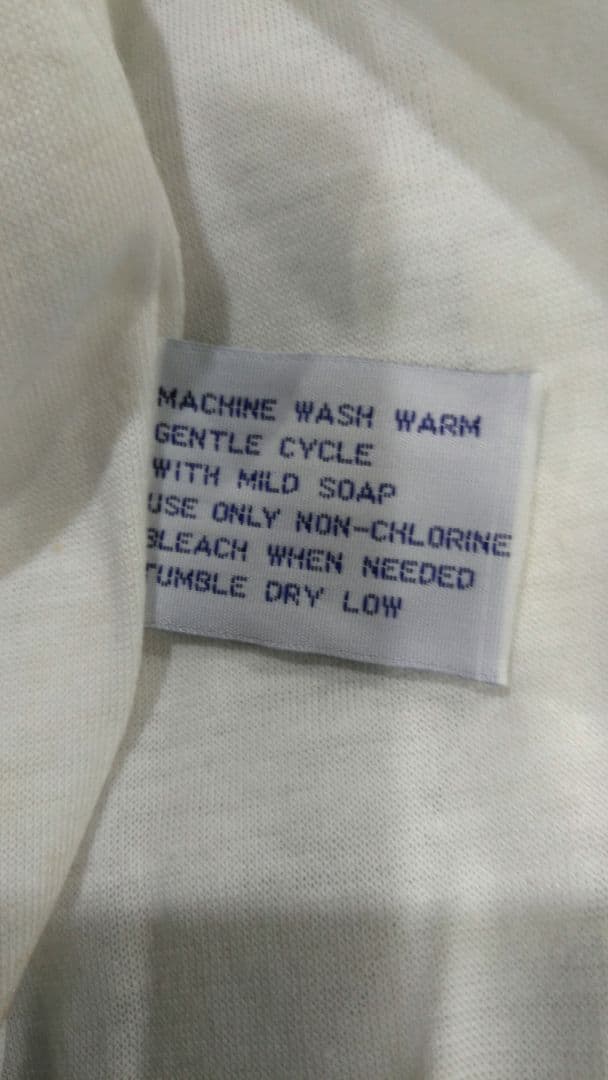 MACHINE WASH WARM
GENTLE CYCLE
WITH MILD SOAP
USE ONLY NON-CHLORINE
BLEACH WHEN NEEDED
TUMBLE DRY LOW